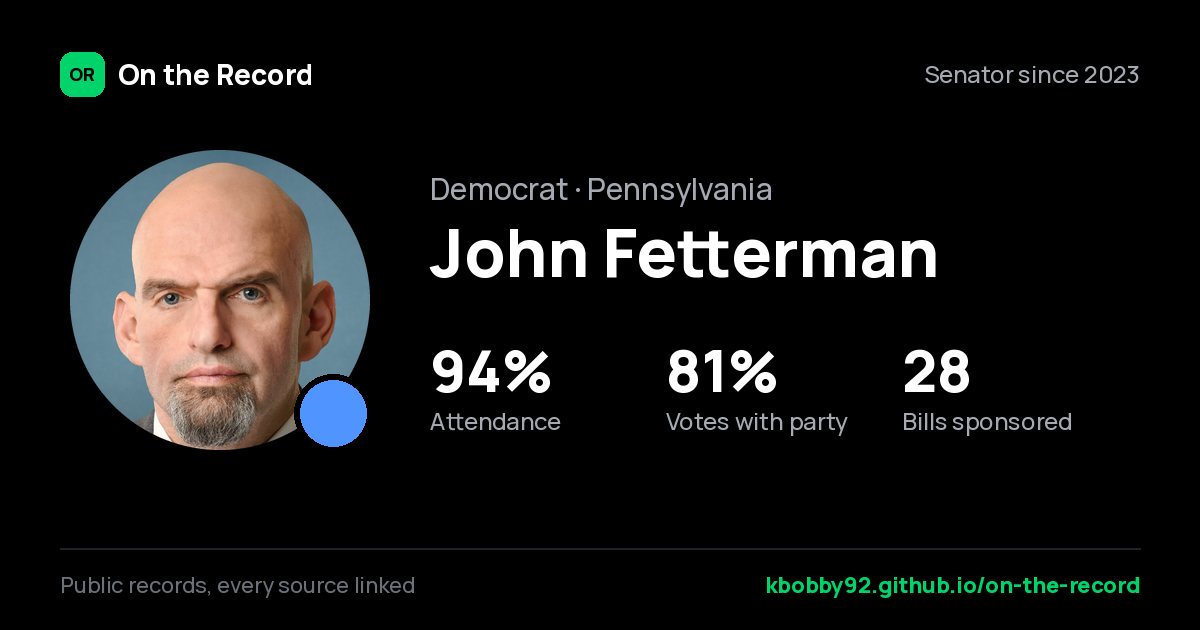 OR On the Record
Senator since 2023
Democrat · Pennsylvania
John Fetterman
94% 81% 28
Attendance Votes with party Bills sponsored
Public records, every source linked
kbobby92.github.io/on-the-record